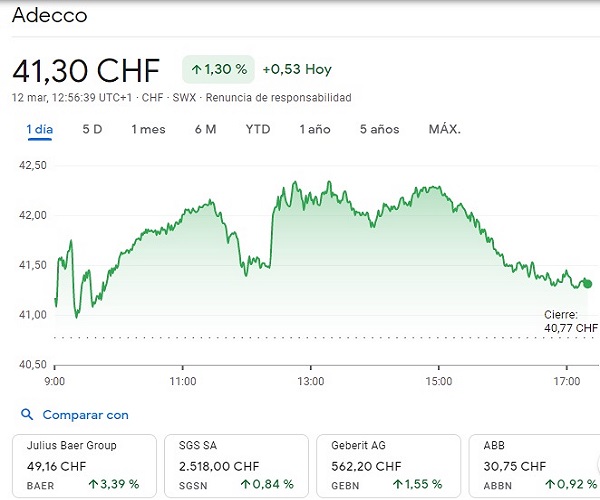 Adecco
41,30 CHF ↑ 1,30 % +0,53 Hoy
12 mar, 12:56:39 UTC+1 · CHF · SWX · Renuncia de responsabilidad
1 día 5 D 1 mes 6 M YTD 1 año 5 años MÁX.
42,50
42,00
41,50
41,00
Cierre:
40,77 CHF
40,50
9:00 11:00 13:00 15:00 17:00
Comparar con
Julius Baer Group
49,16 CHF
BAER ↑ 3,39 %
SGS SA
2.518,00 CHF
SGSN ↑ 0,84 %
Geberit AG
562,20 CHF
GEBN ↑ 1,55 %
ABB
30,75 CHF
ABBN ↑ 0,92 %